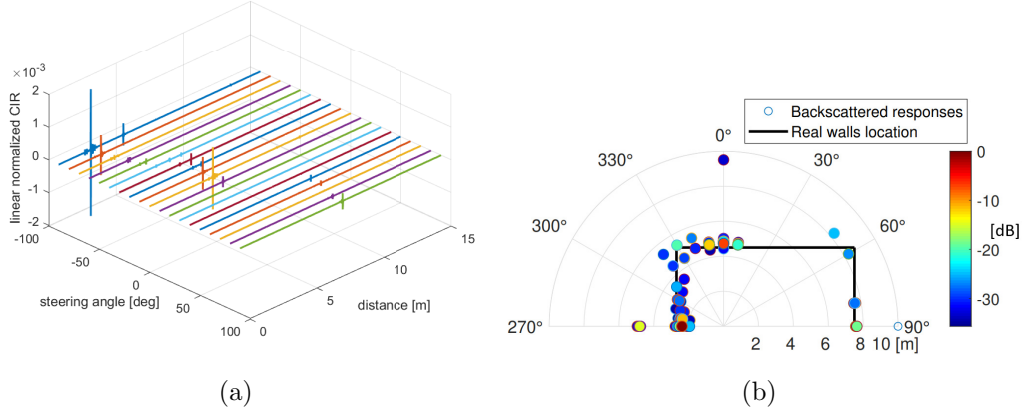 × 10⁻³
linear normalized CIR
2
1
0
-1
-2
-100
-50
0
50
100
steering angle [deg]
0
5
10
15
distance [m]
(a)
Backscattered responses
Real walls location
0°
330°
30°
300°
60°
270°
90°
2 4 6 8 10 [m]
0
-10
[dB]
-20
-30
(b)